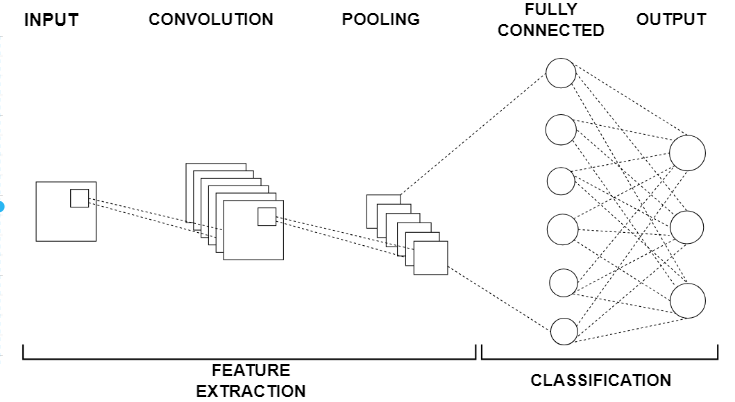 INPUT
CONVOLUTION
POOLING
FULLY
CONNECTED
OUTPUT
FEATURE
EXTRACTION
CLASSIFICATION